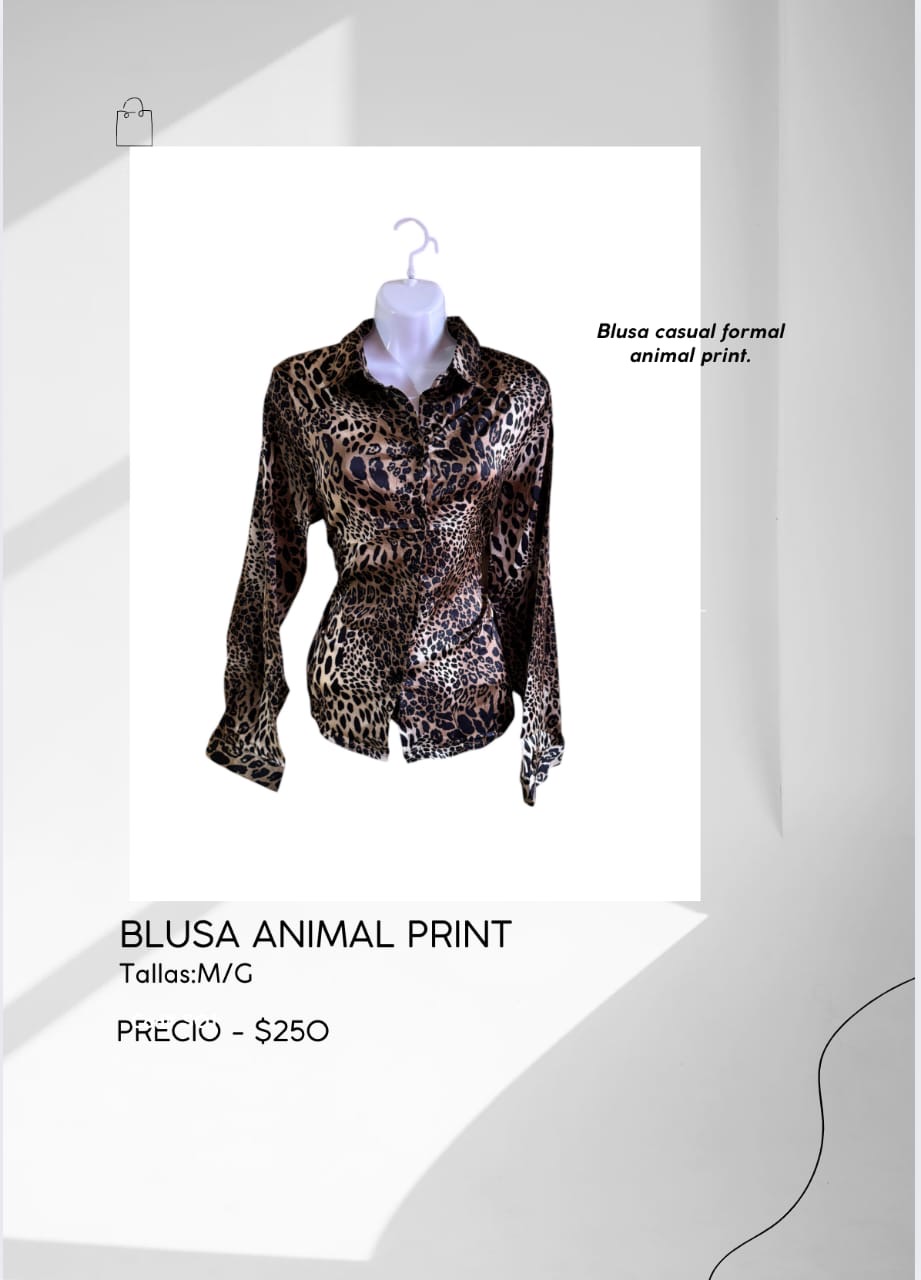 Blusa casual formal
animal print.
BLUSA ANIMAL PRINT
Tallas:M/G
PRECIO - $250